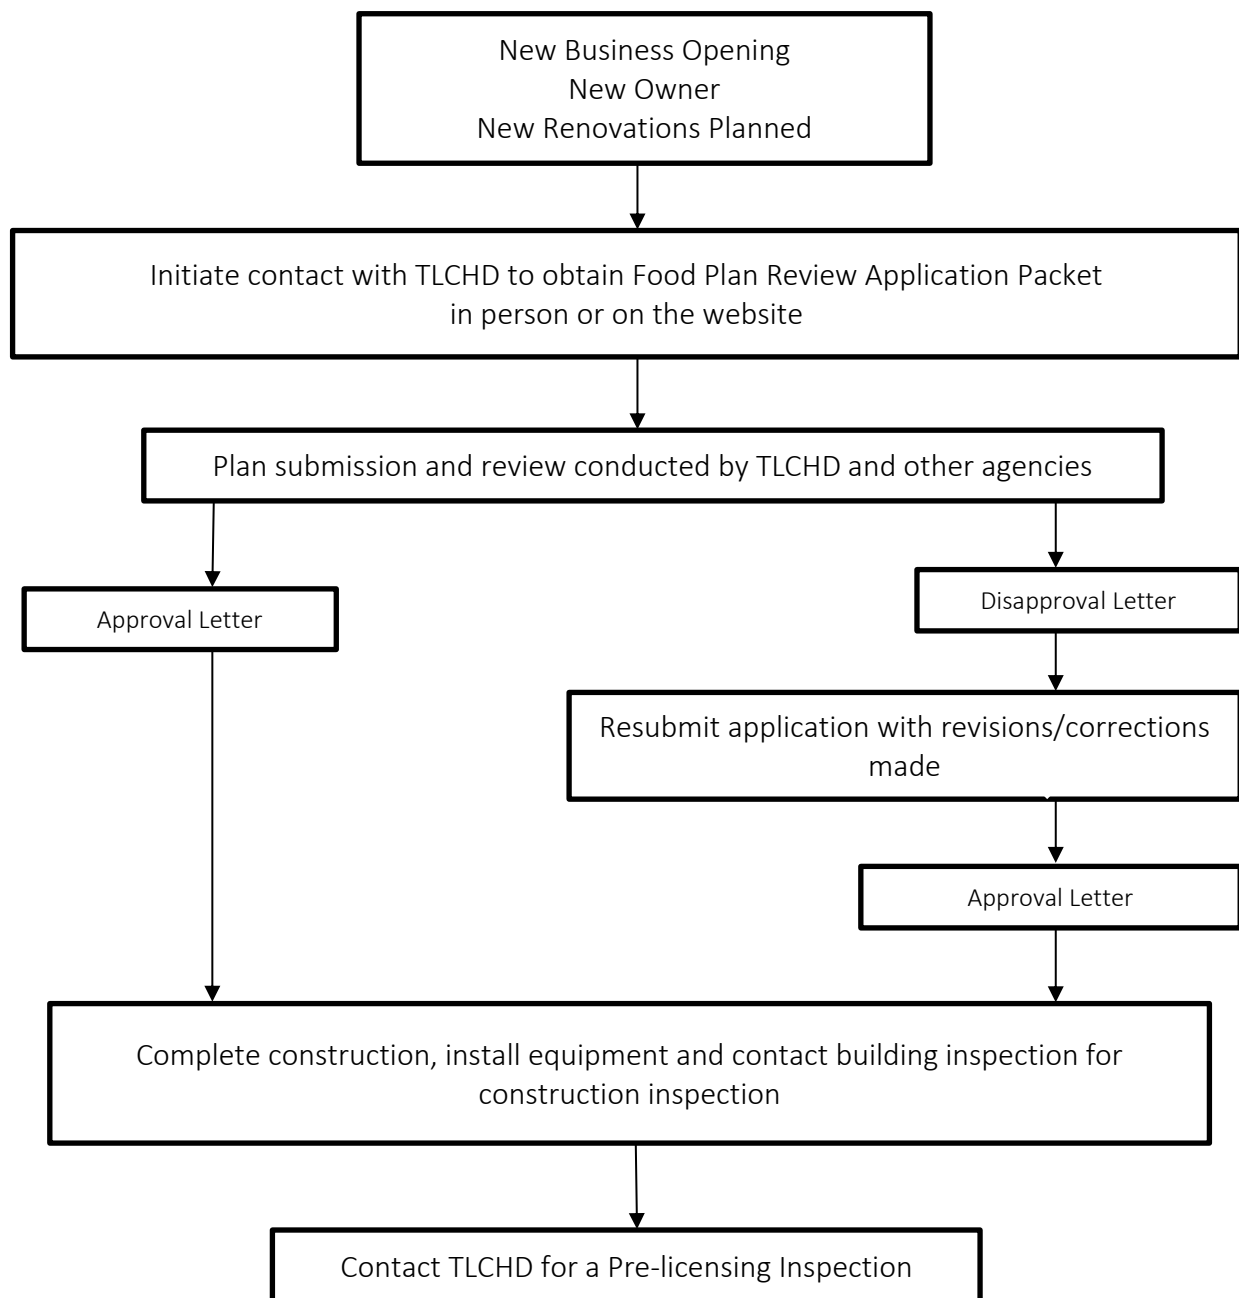 New Business Opening
New Owner
New Renovations Planned
Initiate contact with TLCHD to obtain Food Plan Review Application Packet
in person or on the website
Plan submission and review conducted by TLCHD and other agencies
Approval Letter
Disapproval Letter
Resubmit application with revisions/corrections
made
Approval Letter
Complete construction, install equipment and contact building inspection for
construction inspection
Contact TLCHD for a Pre-licensing Inspection